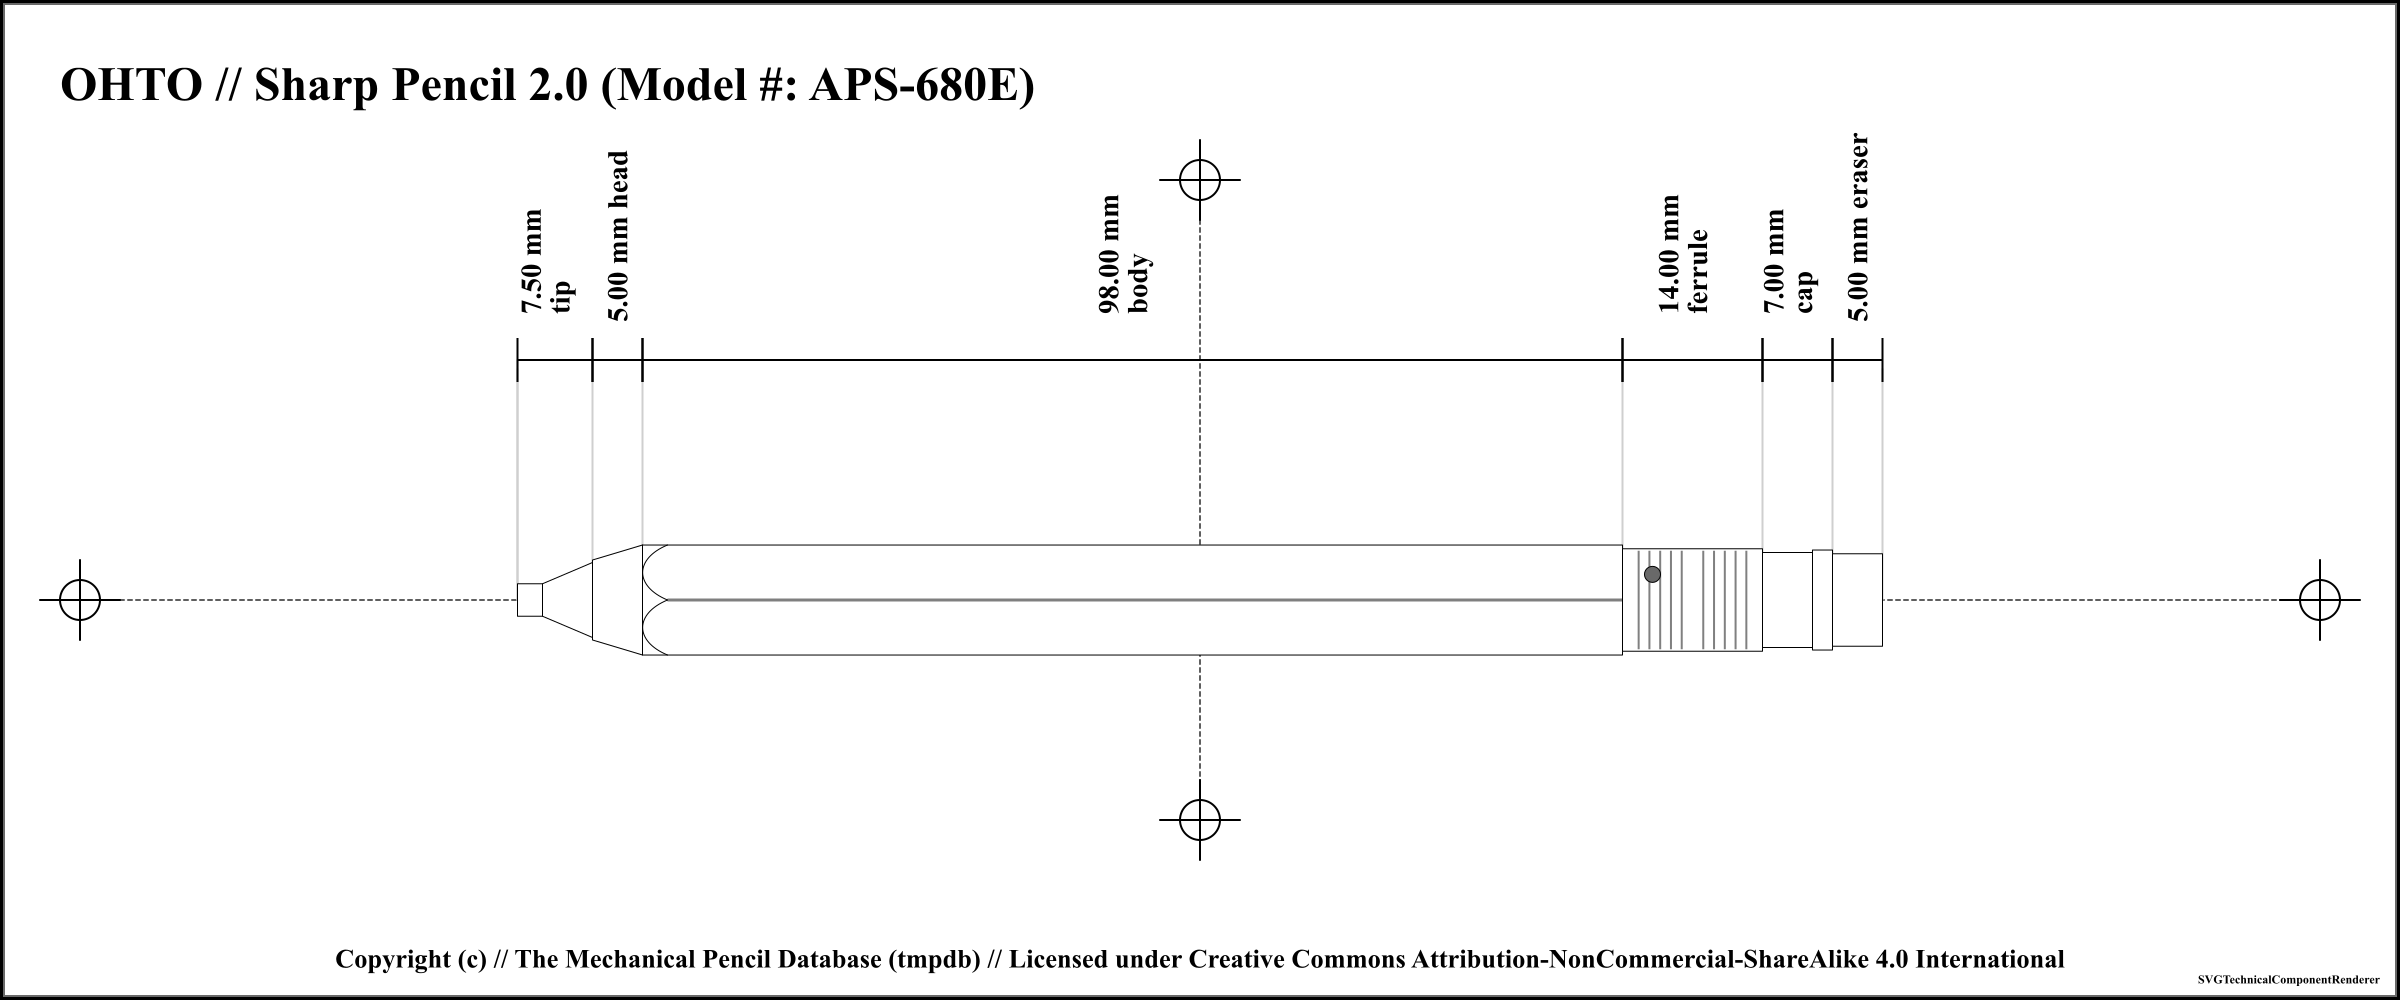 OHTO // Sharp Pencil 2.0 (Model #: APS-680E)
7.50 mm
tip
5.00 mm head
98.00 mm
body
14.00 mm
ferrule
7.00 mm
cap
5.00 mm eraser
Copyright (c) // The Mechanical Pencil Database (tmpdb) // Licensed under Creative Commons Attribution-NonCommercial-ShareAlike 4.0 International
SVGTechnicalComponentRenderer